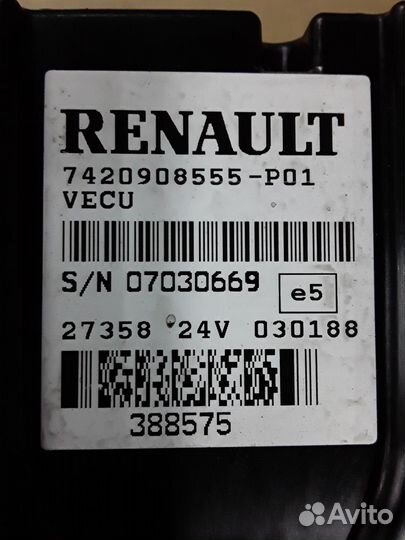 RENAULT
7420908555-P01
VECU
S/N 07030669
e5
27358 24V 030188
388575
Avito